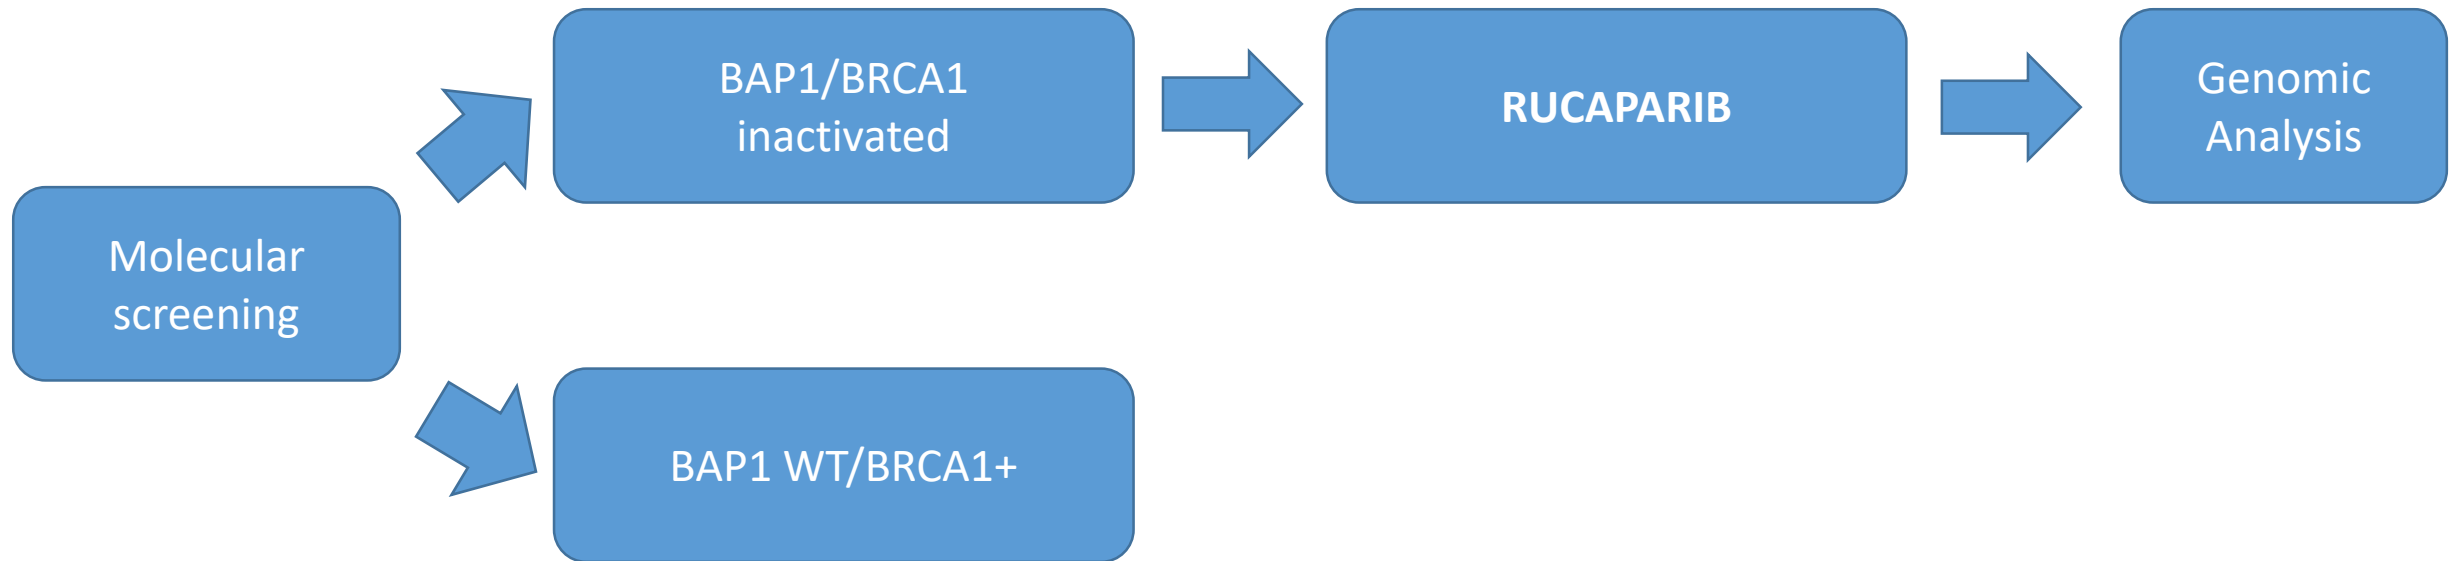 Molecular
screening
BAP1/BRCA1
inactivated
RUCAPARIB
Genomic
Analysis
BAP1 WT/BRCA1+